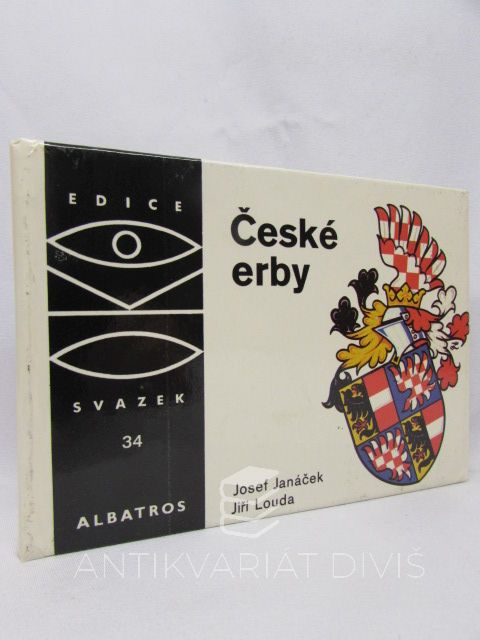 EDICE
SVAZEK
34
ALBATROS
České
erby
Josef Janáček
Jiří Louda
ANTIKVARIÁT DIVIŠ